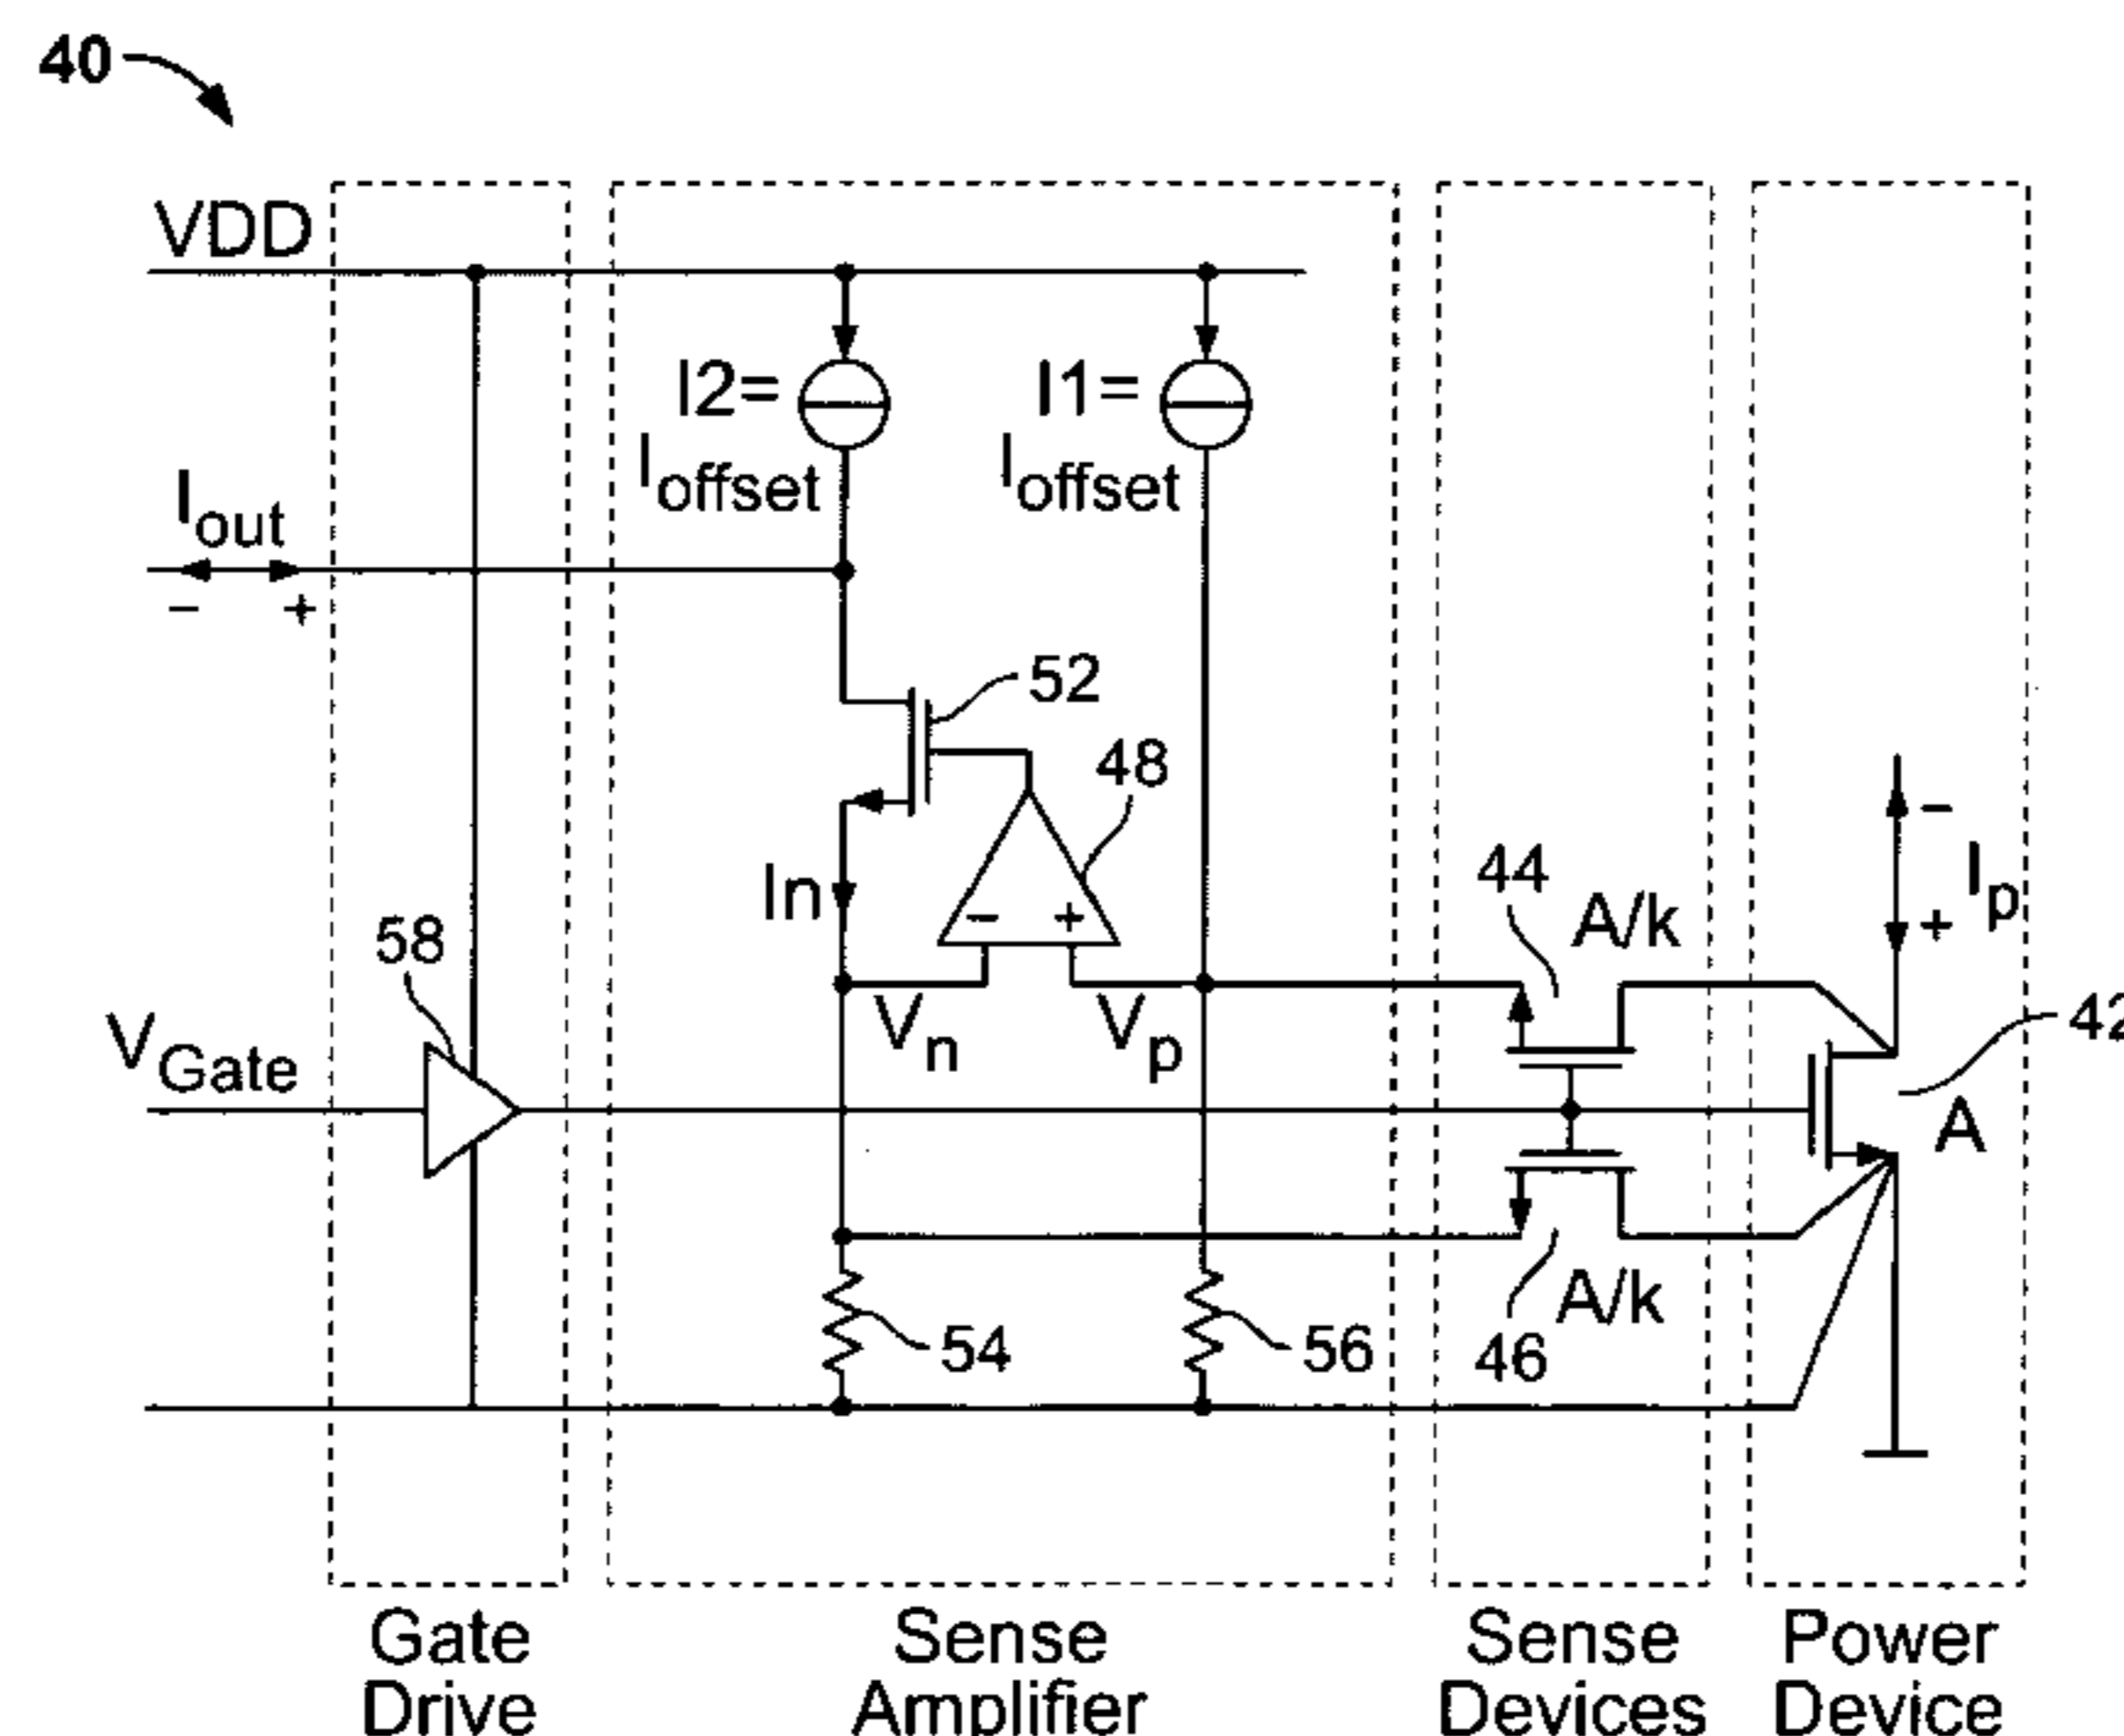 40
VDD
I2=
I1=
Ioffset
Ioffset
Iout
- +
52
48
44
A/k
-
Ip
+
In
- +
58
Vn
Vp
42
VGate
A
A/k
54
56
46
Gate
Drive
Sense
Amplifier
Sense
Devices
Power
Device